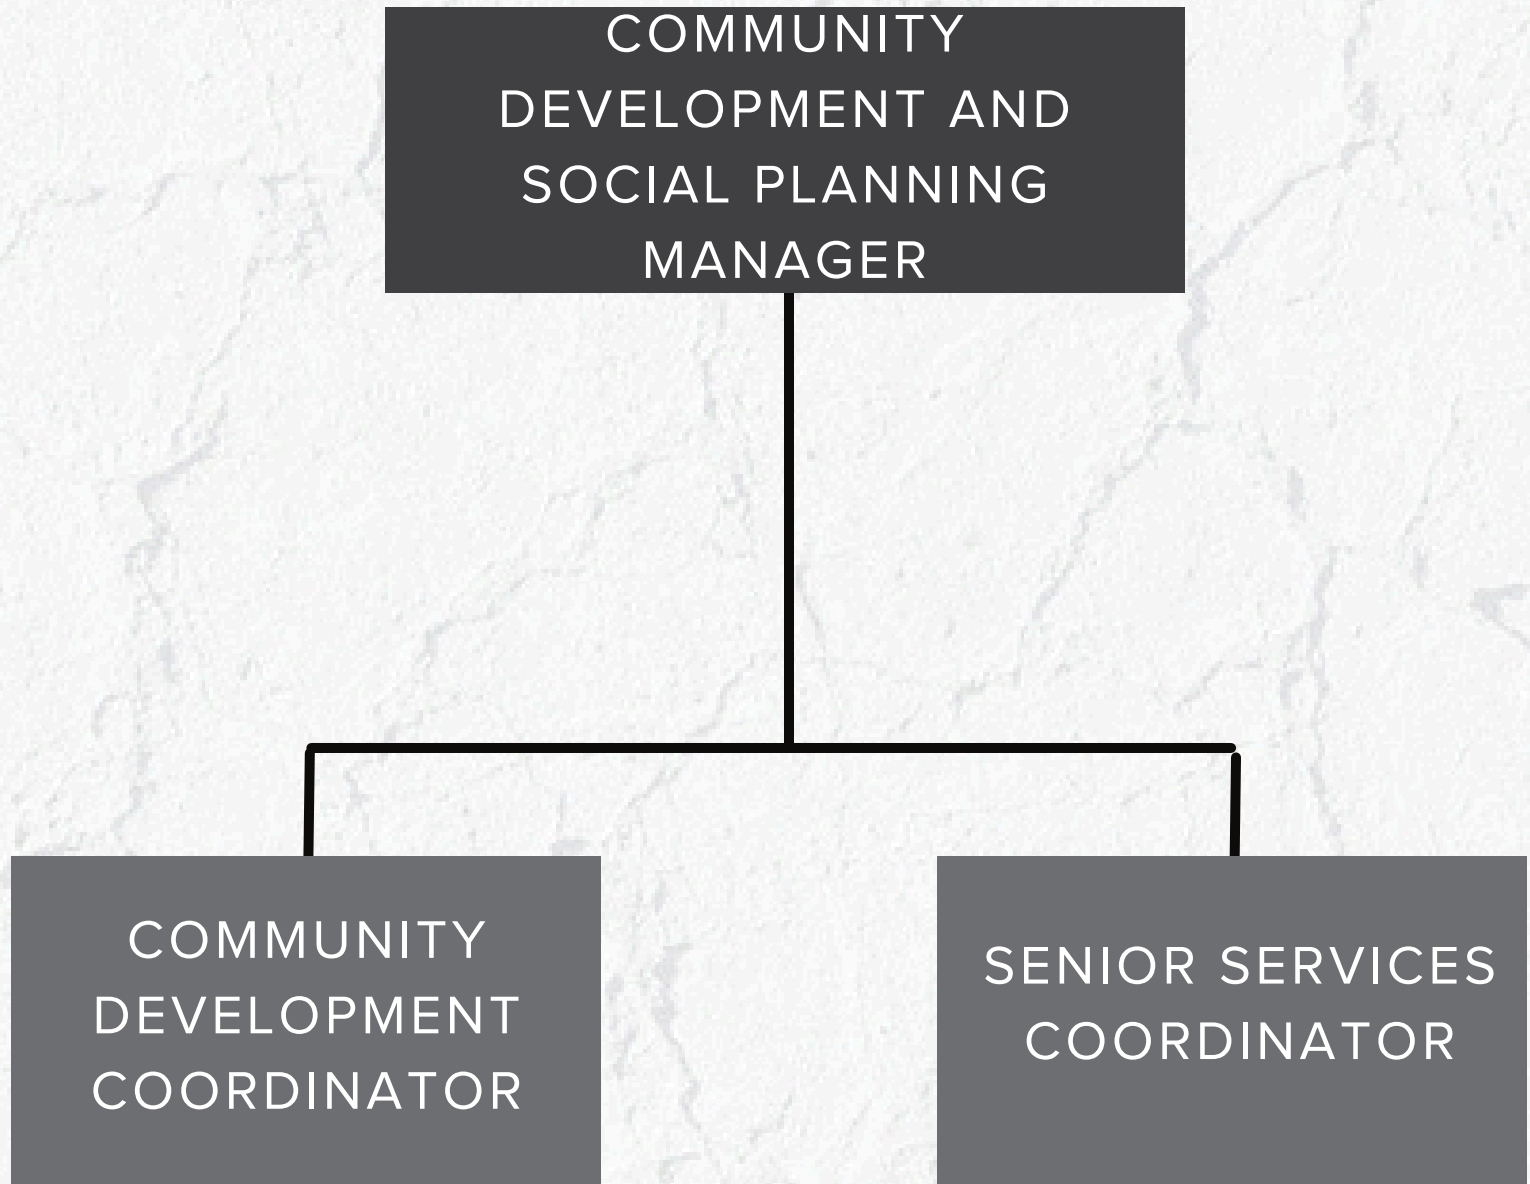 COMMUNITY
DEVELOPMENT AND
SOCIAL PLANNING
MANAGER
COMMUNITY
DEVELOPMENT
COORDINATOR
SENIOR SERVICES
COORDINATOR